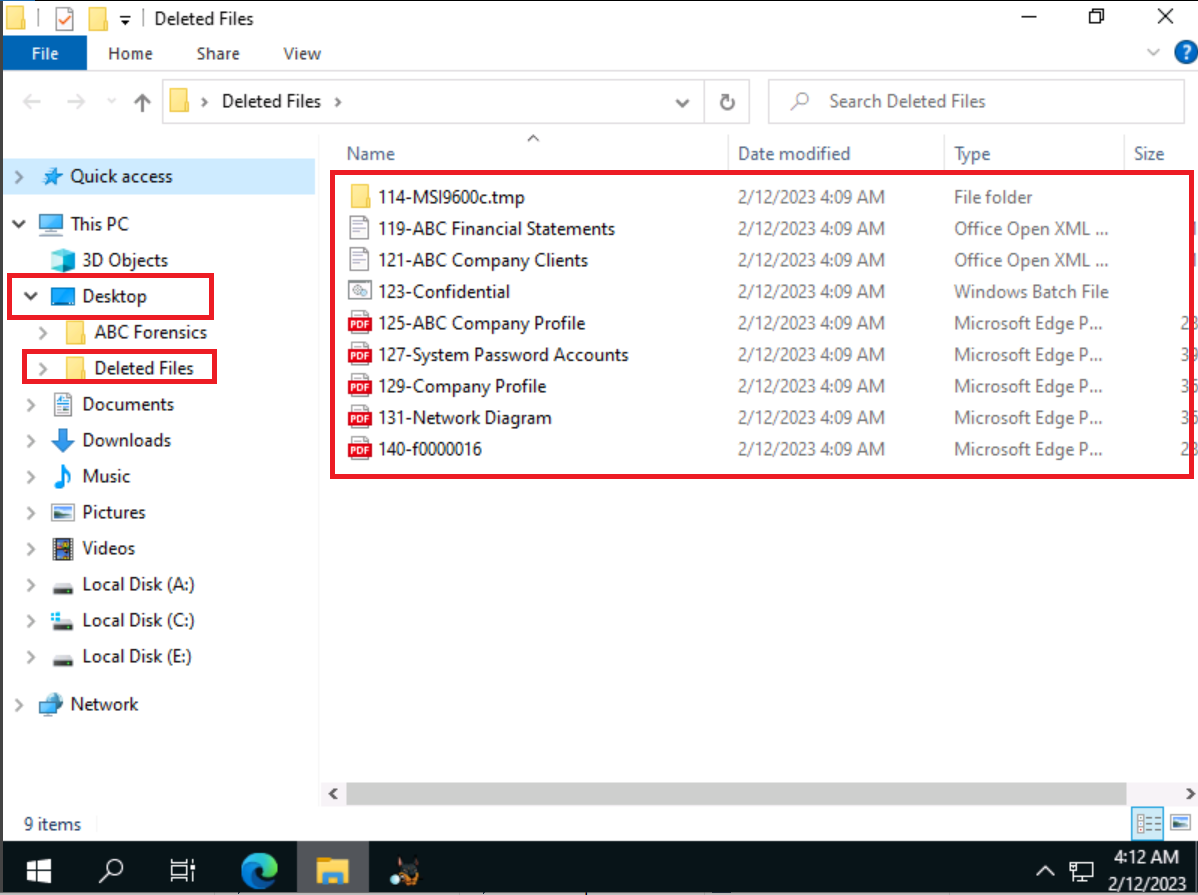 Deleted Files
File Home Share View
Deleted Files
Search Deleted Files
Name Date modified Type Size
Quick access
This PC
3D Objects
Desktop
ABC Forensics
Deleted Files
Documents
Downloads
Music
Pictures
Videos
Local Disk (A:)
Local Disk (C:)
Local Disk (E:)
Network
114-MSI9600c.tmp 2/12/2023 4:09 AM File folder
119-ABC Financial Statements 2/12/2023 4:09 AM Office Open XML ...
121-ABC Company Clients 2/12/2023 4:09 AM Office Open XML ...
123-Confidential 2/12/2023 4:09 AM Windows Batch File
PDF 125-ABC Company Profile 2/12/2023 4:09 AM Microsoft Edge P...
PDF 127-System Password Accounts 2/12/2023 4:09 AM Microsoft Edge P...
PDF 129-Company Profile 2/12/2023 4:09 AM Microsoft Edge P...
PDF 131-Network Diagram 2/12/2023 4:09 AM Microsoft Edge P...
PDF 140-f0000016 2/12/2023 4:09 AM Microsoft Edge P...
9 items
4:12 AM
2/12/2023